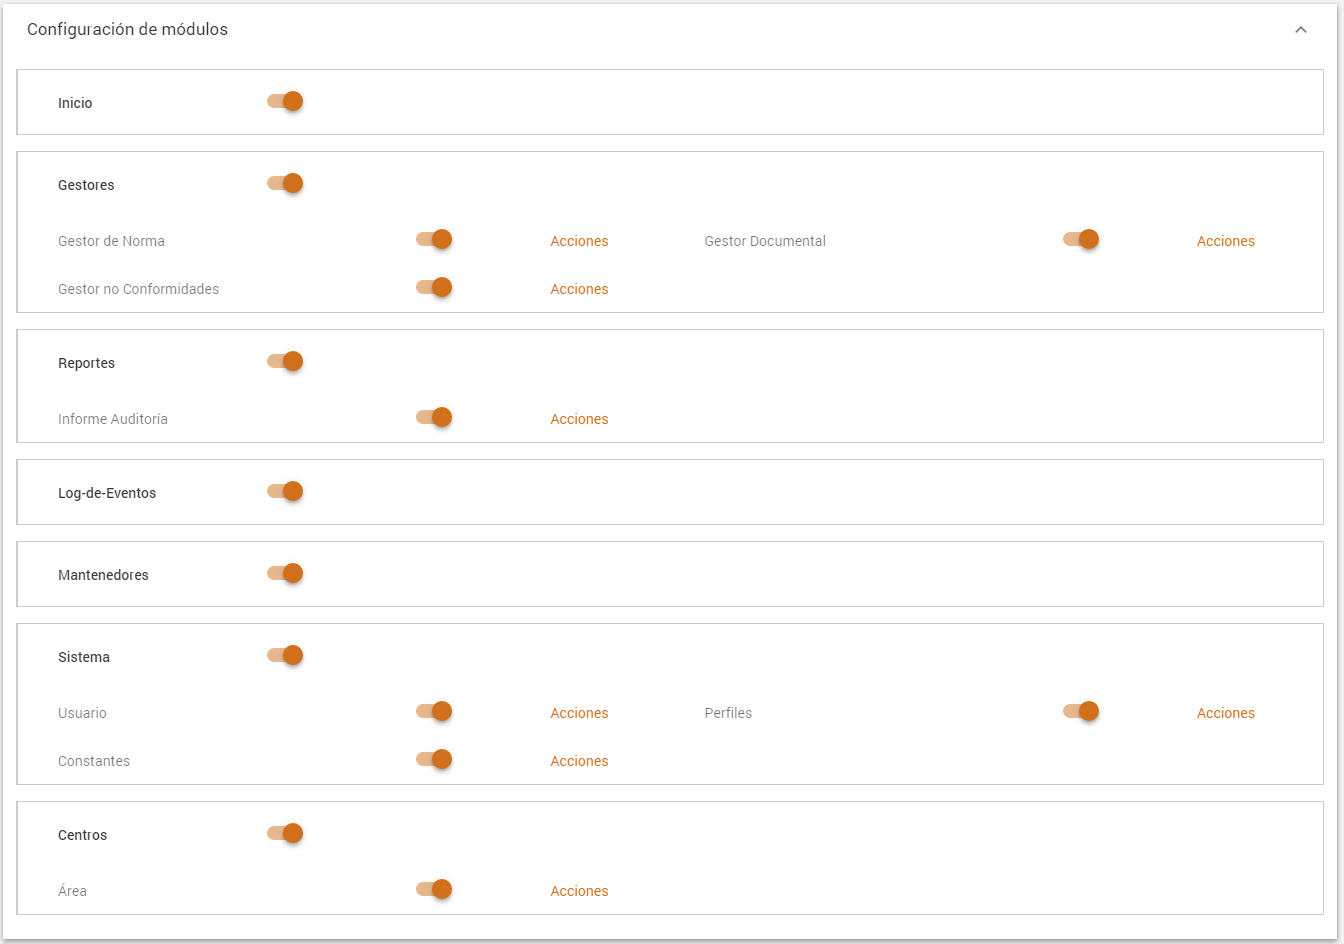 Configuración de módulos
Inicio
Gestores
Gestor de Norma Acciones Gestor Documental Acciones
Gestor no Conformidades Acciones
Reportes
Informe Auditoría Acciones
Log-de-Eventos
Mantenedores
Sistema
Usuario Acciones Perfiles Acciones
Constantes Acciones
Centros
Área Acciones